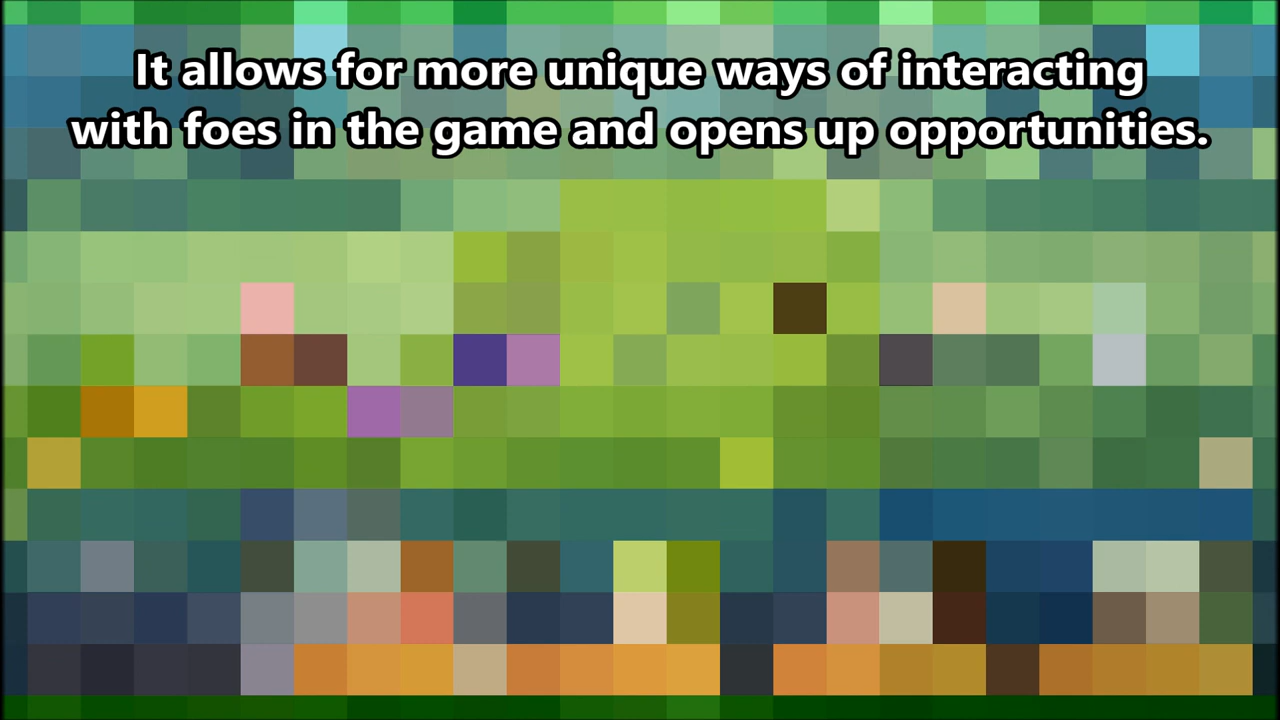 It allows for more unique ways of interacting
with foes in the game and opens up opportunities.